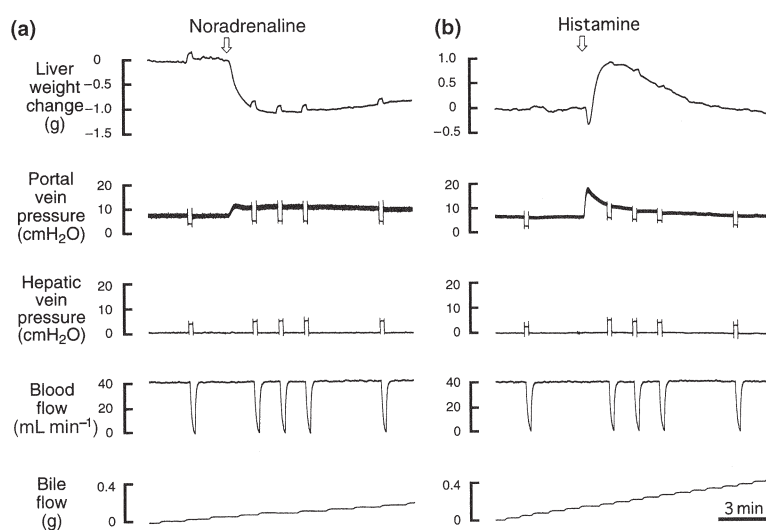 (a)
Noradrenaline
Liver
weight
change
(g)
0
−0.5
−1.0
−1.5
Portal
vein
pressure
(cmH₂O)
20
10
0
Hepatic
vein
pressure
(cmH₂O)
20
10
0
Blood
flow
(mL min⁻¹)
40
20
0
Bile
flow
(g)
0.4
0
(b)
Histamine
1.0
0
−0.5
20
10
0
20
10
0
40
20
0
0.4
0
3 min